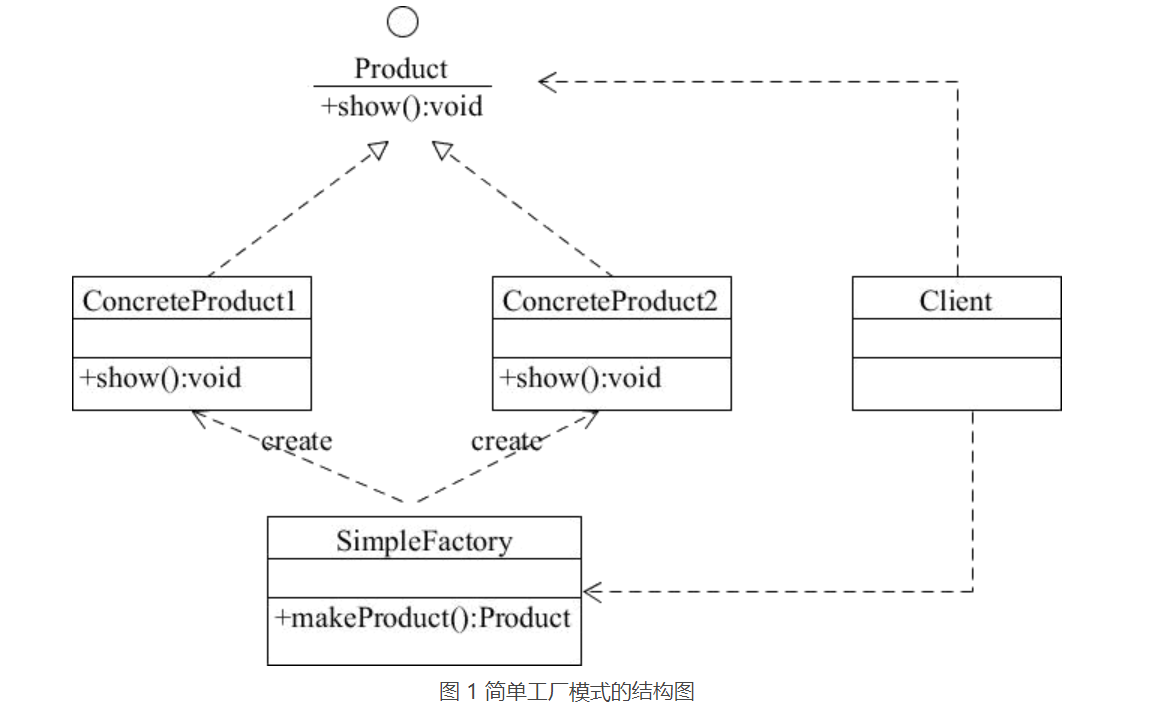 Product
+show():void
ConcreteProduct1
+show():void
ConcreteProduct2
+show():void
Client
create
create
SimpleFactory
+makeProduct():Product
图 1 简单工厂模式的结构图